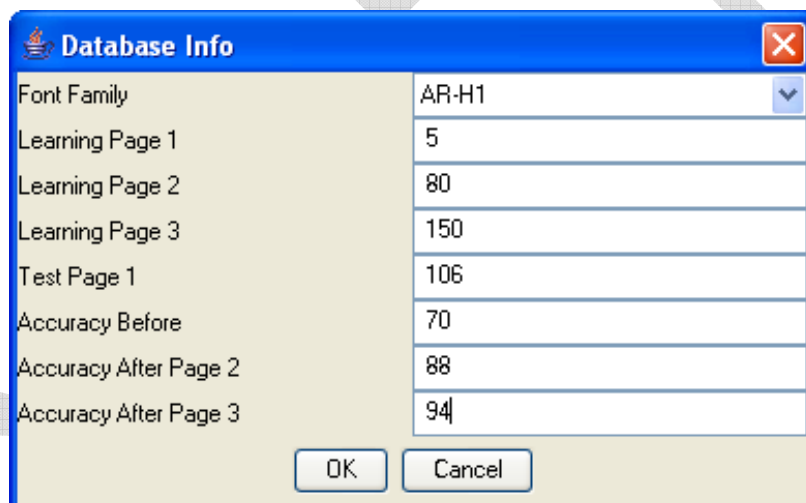 Database Info
Font Family AR-H1
Learning Page 1 5
Learning Page 2 80
Learning Page 3 150
Test Page 1 106
Accuracy Before 70
Accuracy After Page 2 88
Accuracy After Page 3 94
OK Cancel